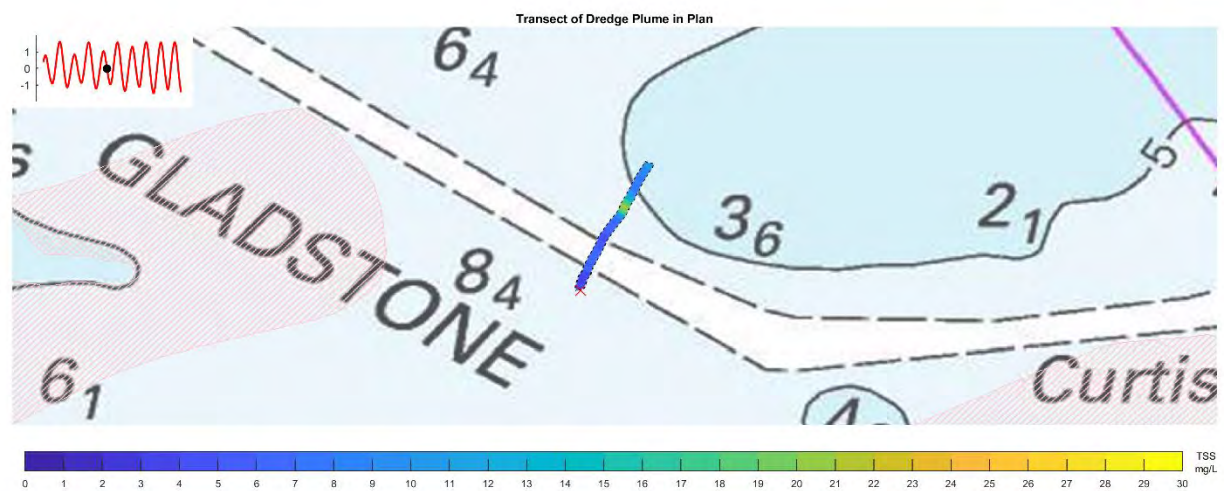 Transect of Dredge Plume in Plan
1
0
-1
64
s
GLADSTONE
5
36
21
84
61
Curtis
4
TSS
mg/L
0 1 2 3 4 5 6 7 8 9 10 11 12 13 14 15 16 17 18 19 20 21 22 23 24 25 26 27 28 29 30